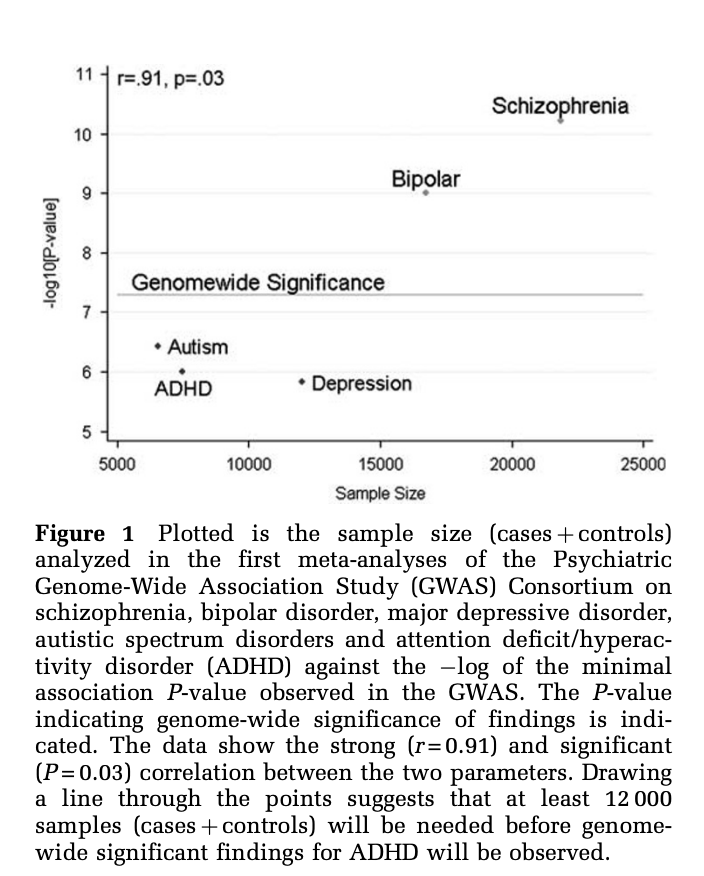 11
r=.91, p=.03
Schizophrenia
10
Bipolar
9
-log10[P-value]
8
Genomewide Significance
7
Autism
6
ADHD
Depression
5
5000 10000 15000 20000 25000
Sample Size
Figure 1 Plotted is the sample size (cases + controls)
analyzed in the first meta-analyses of the Psychiatric
Genome-Wide Association Study (GWAS) Consortium on
schizophrenia, bipolar disorder, major depressive disorder,
autistic spectrum disorders and attention deficit/hyperac-
tivity disorder (ADHD) against the −log of the minimal
association P-value observed in the GWAS. The P-value
indicating genome-wide significance of findings is indi-
cated. The data show the strong (r = 0.91) and significant
(P = 0.03) correlation between the two parameters. Drawing
a line through the points suggests that at least 12 000
samples (cases + controls) will be needed before genome-
wide significant findings for ADHD will be observed.